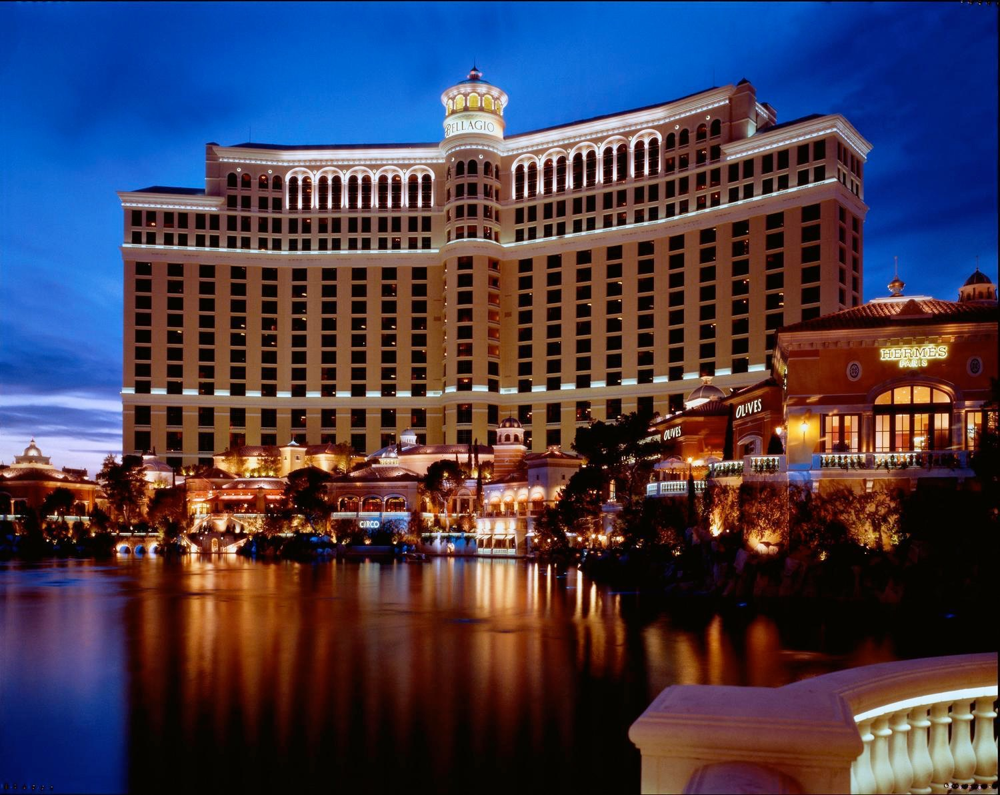 BELLAGIO
HERMÈS
PARIS
OLIVES
OLIVES
CIRCO